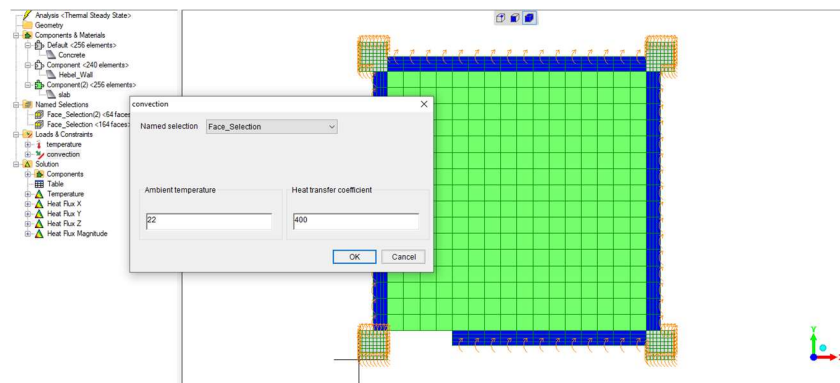 Analysis <Thermal Steady State>
Geometry
Components & Materials
Default <256 elements>
Concrete
Component <240 elements>
Hebel_Wall
Component(2) <256 elements>
slab
Named Selections
Face_Selection(2) <64 faces
Face_Selection <164 faces>
Loads & Constraints
temperature
convection
Solution
Components
Table
Temperature
Heat Flux X
Heat Flux Y
Heat Flux Z
Heat Flux Magnitude
convection
Named selection Face_Selection
Ambient temperature Heat transfer coefficient
22 400
OK Cancel
Y